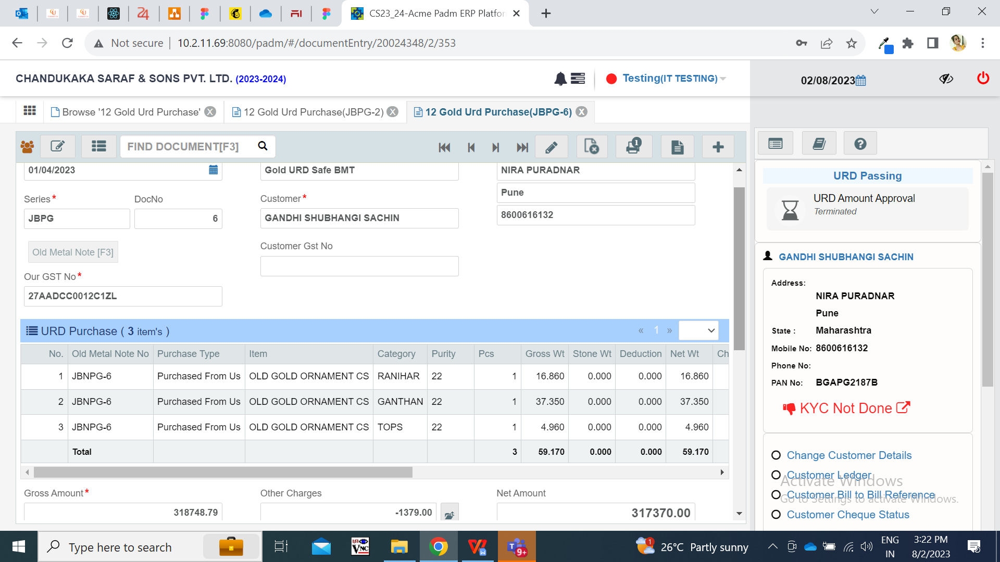 CS23_24-Acme Padm ERP Platfor
Not secure
10.2.11.69:8080/padm/#/documentEntry/20024348/2/353
CHANDUKAKA SARAF & SONS PVT. LTD. (2023-2024)
Testing(IT TESTING)
02/08/2023
Browse '12 Gold Urd Purchase'
12 Gold Urd Purchase(JBPG-2)
12 Gold Urd Purchase(JBPG-6)
FIND DOCUMENT[F3]
1
01/04/2023
Gold URD Safe BMT
NIRA PURADNAR
Pune
8600616132
Series*
DocNo
Customer*
JBPG
6
GANDHI SHUBHANGI SACHIN
Old Metal Note [F3]
Customer Gst No
Our GST No*
27AADCC0012C1ZL
URD Purchase ( 3 item's )
« 1 »
No. Old Metal Note No Purchase Type Item Category Purity Pcs Gross Wt Stone Wt Deduction Net Wt Ch
1 JBNPG-6 Purchased From Us OLD GOLD ORNAMENT CS RANIHAR 22 1 16.860 0.000 0.000 16.860
2 JBNPG-6 Purchased From Us OLD GOLD ORNAMENT CS GANTHAN 22 1 37.350 0.000 0.000 37.350
3 JBNPG-6 Purchased From Us OLD GOLD ORNAMENT CS TOPS 22 1 4.960 0.000 0.000 4.960
Total 3 59.170 0.000 0.000 59.170
Gross Amount*
Other Charges
Net Amount
318748.79
-1379.00
317370.00
URD Passing
URD Amount Approval
Terminated
GANDHI SHUBHANGI SACHIN
Address:
NIRA PURADNAR
Pune
State : Maharashtra
Mobile No: 8600616132
Phone No:
PAN No: BGAPG2187B
KYC Not Done
Change Customer Details
Customer Ledger
Customer Bill to Bill Reference
Customer Cheque Status
Activate Windows
Go to Settings to activate Windows.
Type here to search
VNC
9+
1
26°C Partly sunny
ENG
IN
3:22 PM
8/2/2023